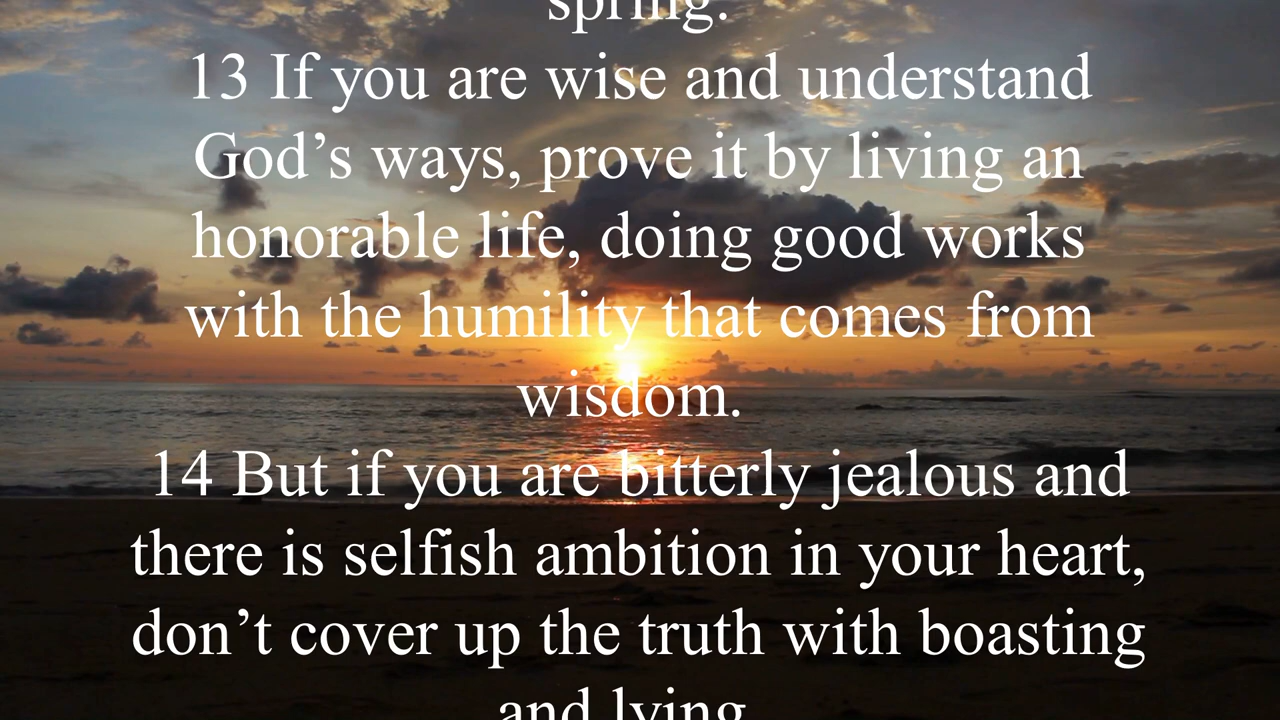 spring.
13 If you are wise and understand
God’s ways, prove it by living an
honorable life, doing good works
with the humility that comes from
wisdom.
14 But if you are bitterly jealous and
there is selfish ambition in your heart,
don’t cover up the truth with boasting
and lying.